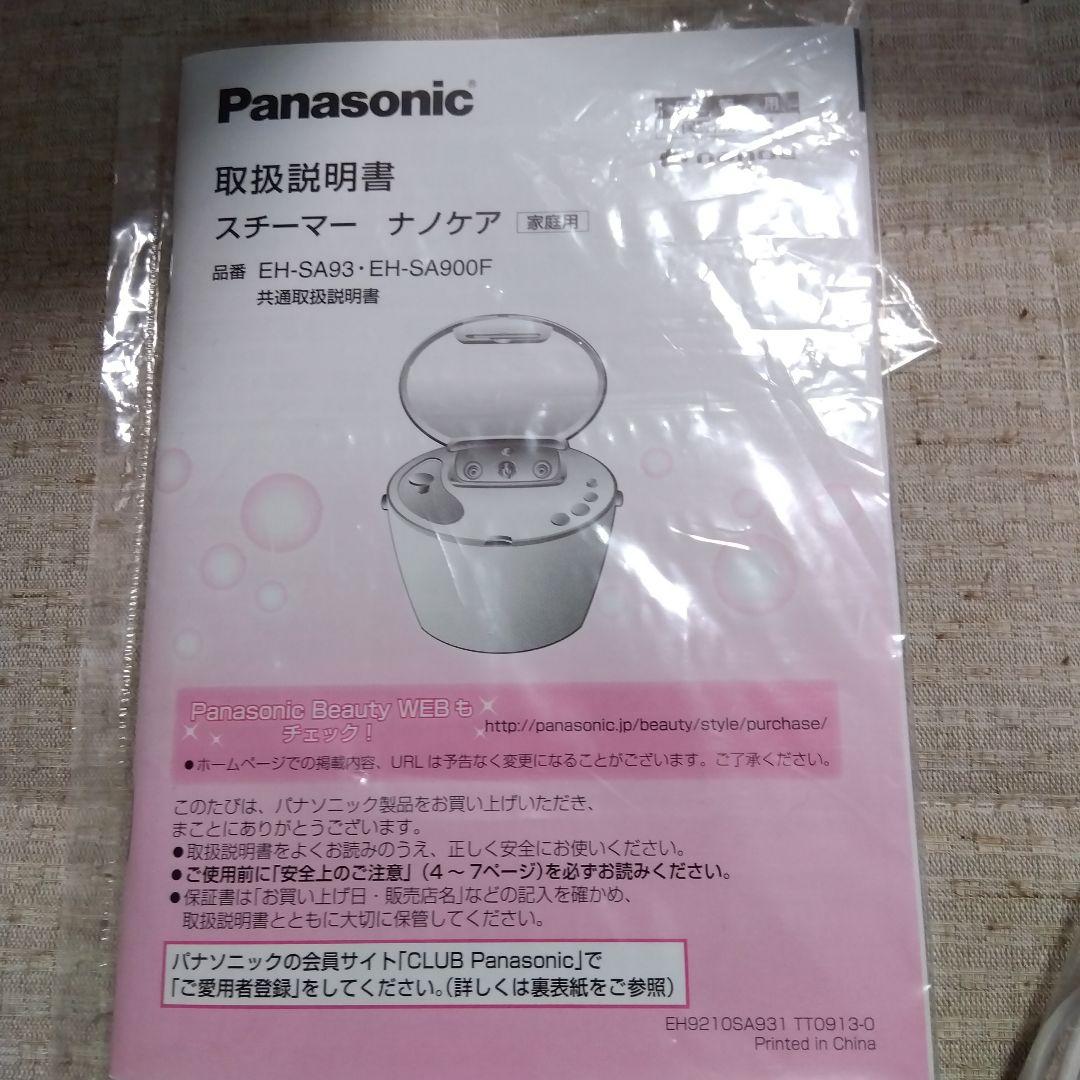 Panasonic®
取扱説明書
スチーマー ナノケア 家庭用
品番 EH-SA93・EH-SA900F
共通取扱説明書
Panasonic Beauty WEBも
チェック！
http://panasonic.jp/beauty/style/purchase/
●ホームページでの掲載内容、URLは予告なく変更になることがございます。ご了承ください。
このたびは、パナソニック製品をお買い上げいただき、
まことにありがとうございます。
●取扱説明書をよくお読みのうえ、正しく安全にお使いください。
●ご使用前に「安全上のご注意」（4～7ページ）を必ずお読みください。
●保証書は「お買い上げ日・販売店名」などの記入を確かめ、
取扱説明書とともに大切に保管してください。
パナソニックの会員サイト「CLUB Panasonic」で
「ご愛用者登録」をしてください。（詳しくは裏表紙をご参照）
EH9210SA931 TT0913-0
Printed in China